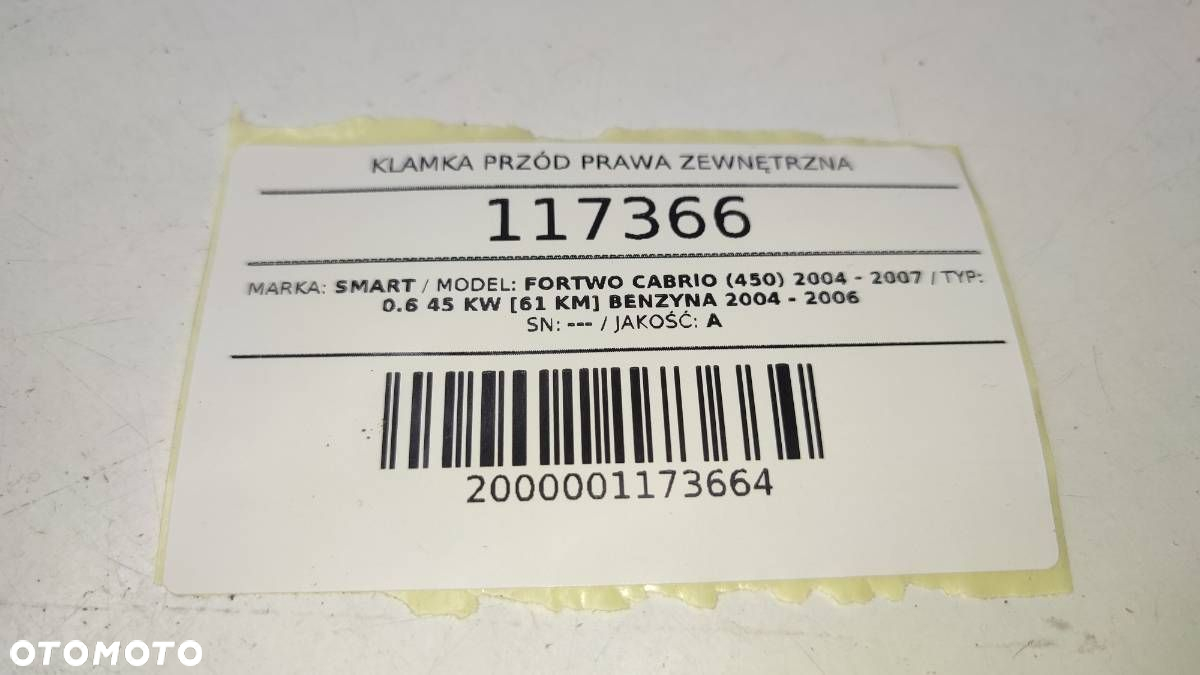 KLAMKA PRZÓD PRAWA ZEWNĘTRZNA
117366
MARKA: SMART / MODEL: FORTWO CABRIO (450) 2004 - 2007 / TYP:
0.6 45 KW [61 KM] BENZYNA 2004 - 2006
SN: --- / JAKOŚĆ: A
2000001173664
OTOMOTO